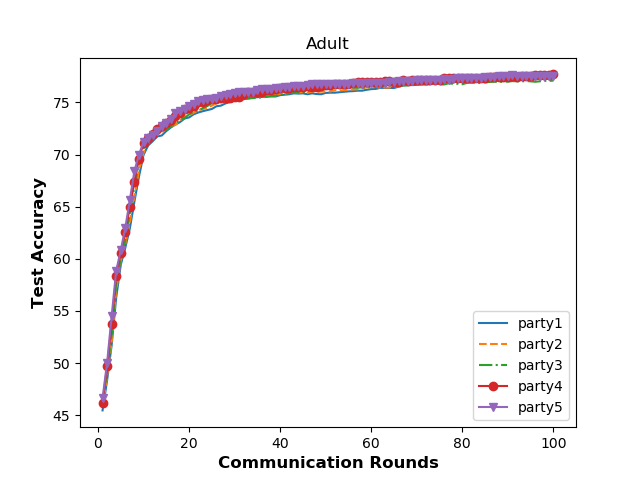 Adult
Test Accuracy
75
70
65
60
55
50
45
party1
party2
party3
party4
party5
0 20 40 60 80 100
Communication Rounds